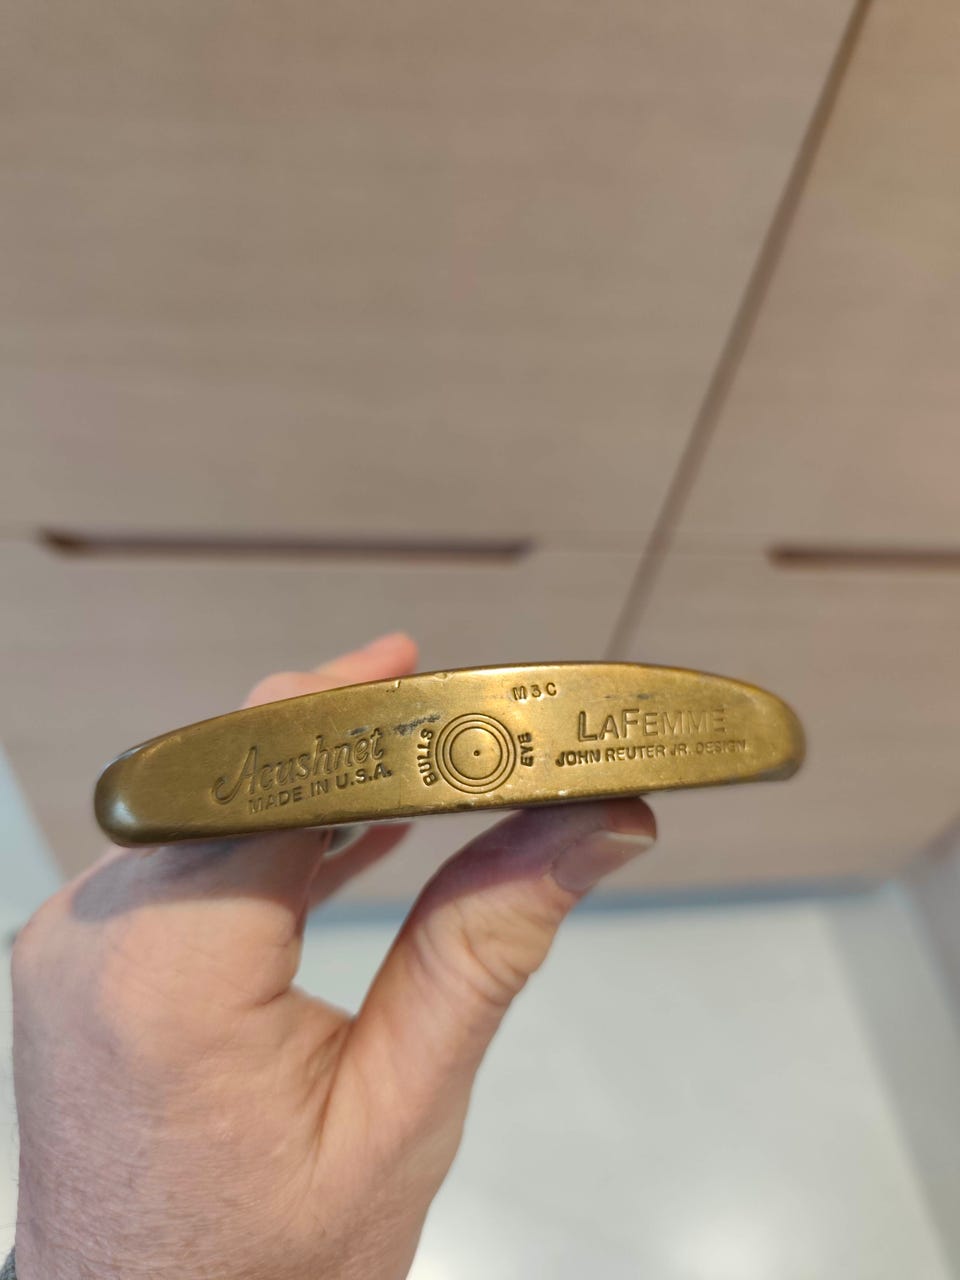 Acushnet
MADE IN U.S.A.
BULLS EYE
M3C
LAFEMME
JOHN REUTER JR. DESIGN